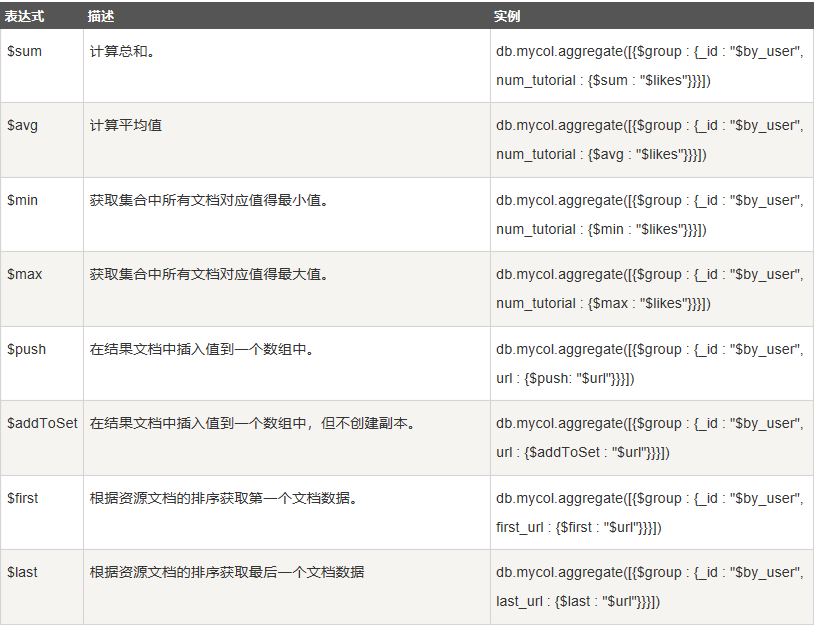 表达式 描述 实例
$sum 计算总和。 db.mycol.aggregate([{$group : {_id : "$by_user",
num_tutorial : {$sum : "$likes"}}}])
$avg 计算平均值 db.mycol.aggregate([{$group : {_id : "$by_user",
num_tutorial : {$avg : "$likes"}}}])
$min 获取集合中所有文档对应值得最小值。 db.mycol.aggregate([{$group : {_id : "$by_user",
num_tutorial : {$min : "$likes"}}}])
$max 获取集合中所有文档对应值得最大值。 db.mycol.aggregate([{$group : {_id : "$by_user",
num_tutorial : {$max : "$likes"}}}])
$push 在结果文档中插入值到一个数组中。 db.mycol.aggregate([{$group : {_id : "$by_user",
url : {$push: "$url"}}}])
$addToSet 在结果文档中插入值到一个数组中，但不创建副本。 db.mycol.aggregate([{$group : {_id : "$by_user",
url : {$addToSet : "$url"}}}])
$first 根据资源文档的排序获取第一个文档数据。 db.mycol.aggregate([{$group : {_id : "$by_user",
first_url : {$first : "$url"}}}])
$last 根据资源文档的排序获取最后一个文档数据 db.mycol.aggregate([{$group : {_id : "$by_user",
last_url : {$last : "$url"}}}])